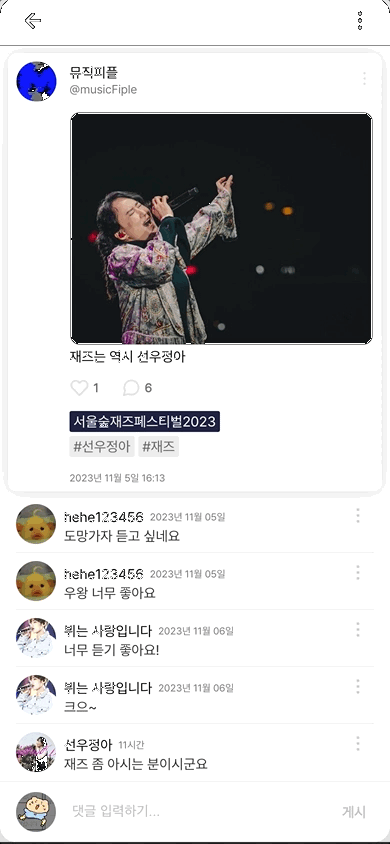 뮤직피플
@musicFiple
재즈는 역시 선우정아
1 6
서울숲재즈페스티벌2023
#선우정아 #재즈
2023년 11월 5일 16:13
hehe123456 2023년 11월 05일
도망가자 듣고 싶네요
hehe123456 2023년 11월 05일
우왕 너무 좋아요
뷔는 사랑입니다 2023년 11월 06일
너무 듣기 좋아요!
뷔는 사랑입니다 2023년 11월 06일
크으~
선우정아 11시간
재즈 좀 아시는 분이시군요
댓글 입력하기... 게시